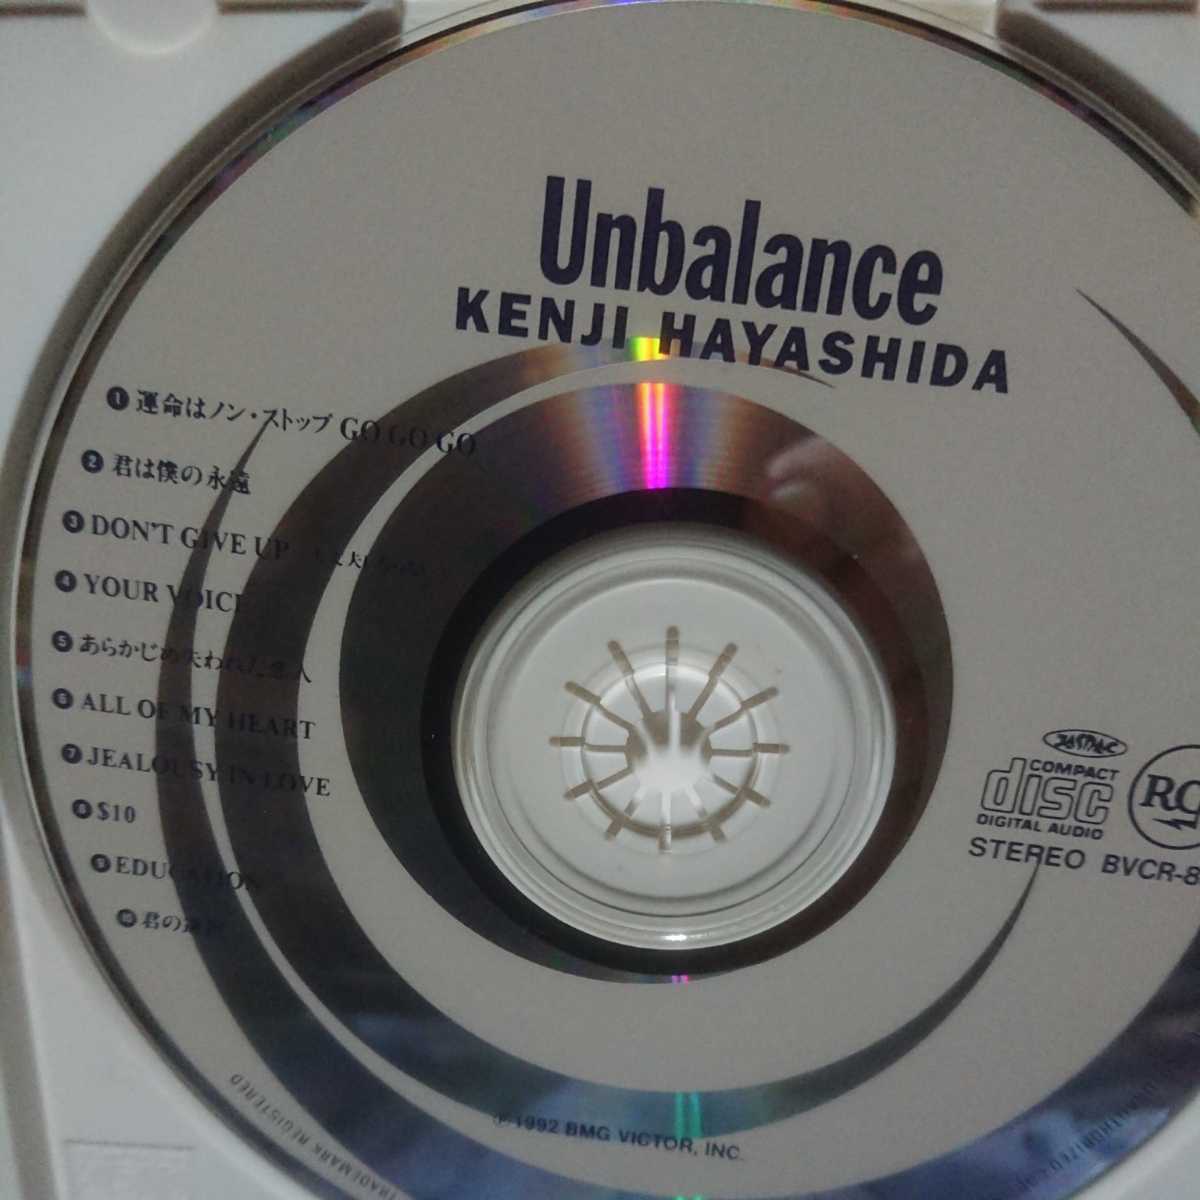 Unbalance
KENJI HAYASHIDA
❶ 運命はノン・ストップ GO GO GO
❷ 君は僕の永遠
❸ DON'T GIVE UP
❹ YOUR VOICE
❺ あらかじめ失われた恋人
❻ ALL OF MY HEART
❼ JEALOUSY IN LOVE
❽ $10
❾ EDUCATION
❿ 君の
JASRAC
COMPACT
disc
DIGITAL AUDIO
STEREO BVCR-8
℗ 1992 BMG VICTOR, INC.
TRADEMARK REGISTERED